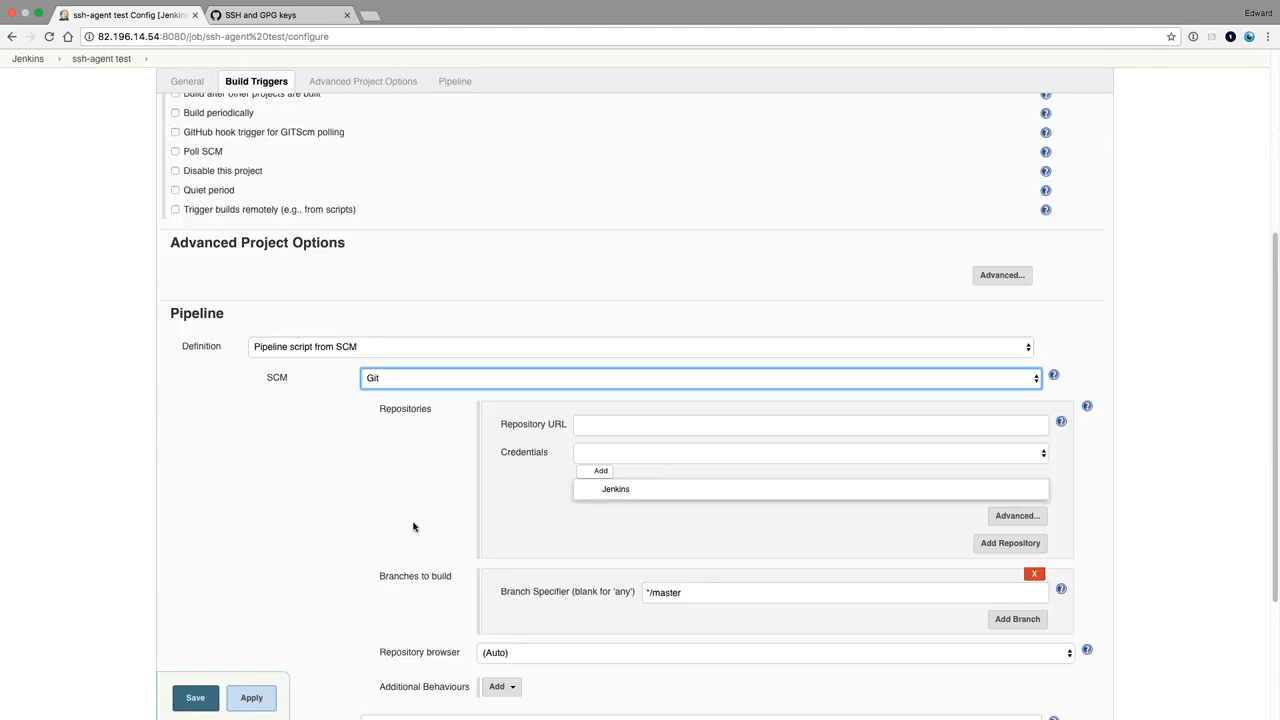 ssh-agent test Config [Jenkin
SSH and GPG keys
Edward
82.196.14.54:8080/job/ssh-agent%20test/configure
Jenkins
ssh-agent test
General
Build Triggers
Advanced Project Options
Pipeline
Build after other projects are built
Build periodically
GitHub hook trigger for GITScm polling
Poll SCM
Disable this project
Quiet period
Trigger builds remotely (e.g., from scripts)
Advanced Project Options
Advanced...
Pipeline
Definition
Pipeline script from SCM
SCM
Git
Repositories
Repository URL
Credentials
Add
Jenkins
Advanced...
Add Repository
Branches to build
X
Branch Specifier (blank for 'any')
*/master
Add Branch
Repository browser
(Auto)
Additional Behaviours
Add
Save
Apply